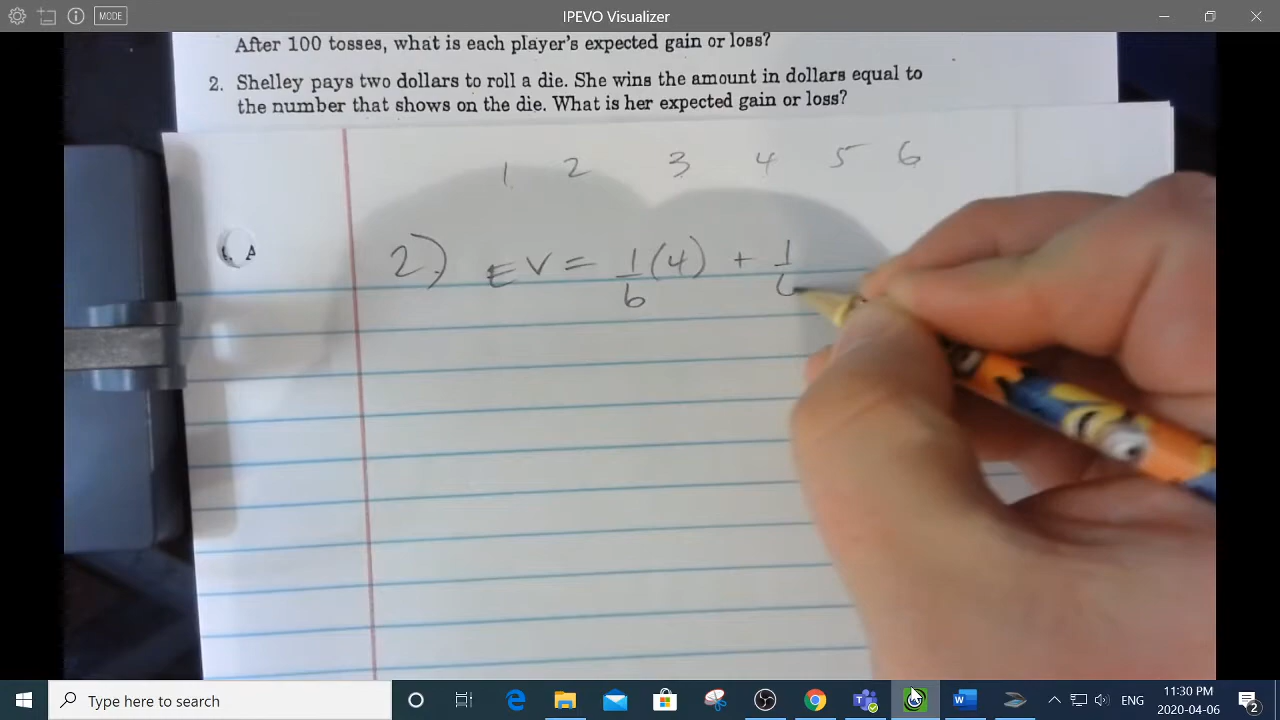 IPEVO Visualizer
MODE
After 100 tosses, what is each player's expected gain or loss?
2. Shelley pays two dollars to roll a die. She wins the amount in dollars equal to
the number that shows on the die. What is her expected gain or loss?
1 2 3 4 5 6
A
2) EV = 1/6 (4) + 1/6
Type here to search
ENG
11:30 PM
2020-04-06
2